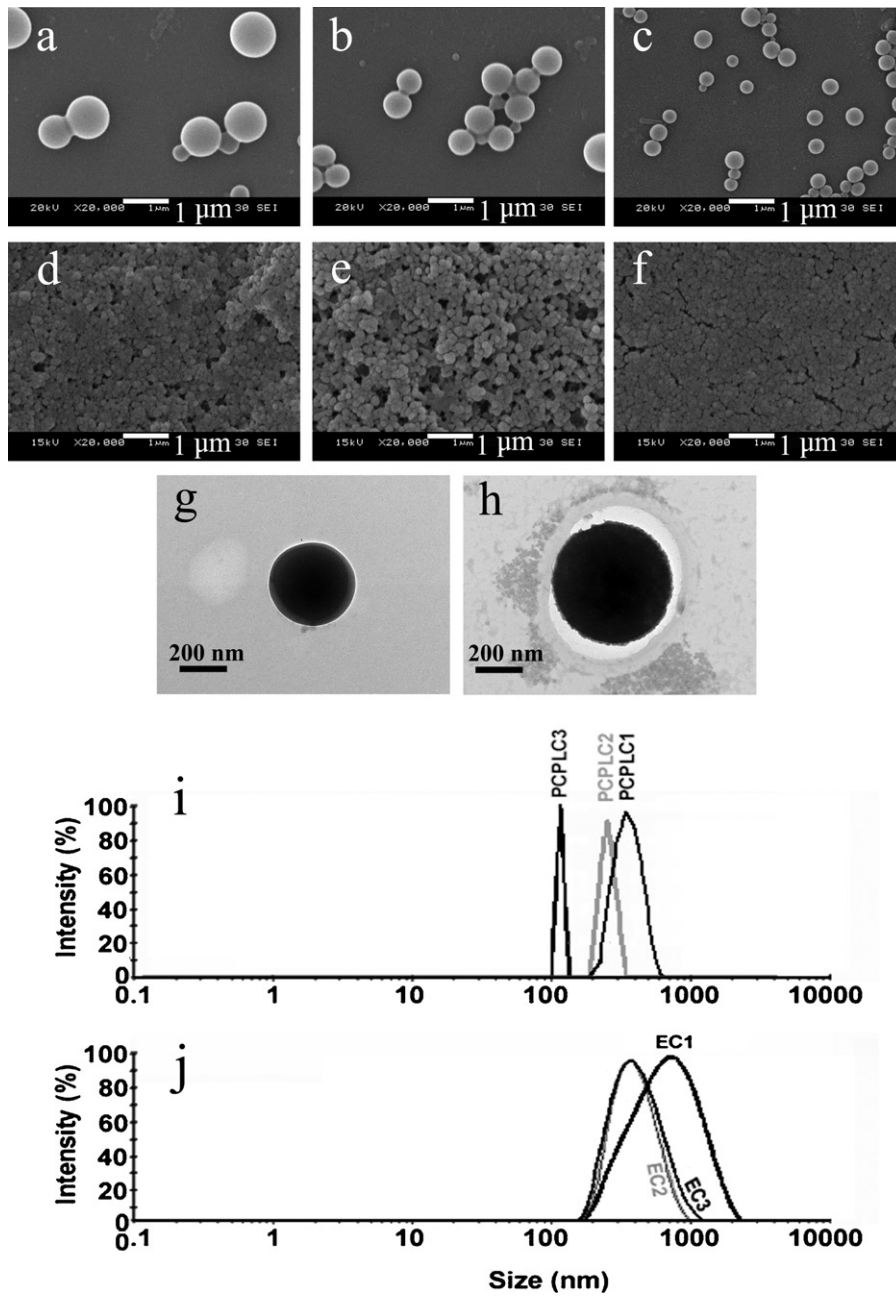 a
b
c
20kV X20,000 1µm 30 SEI
1 µm
20kV X20,000 1µm 30 SEI
1 µm
20kV X20,000 1µm 30 SEI
1 µm
d
e
f
15kV X20,000 1µm 30 SEI
1 µm
15kV X20,000 1µm 30 SEI
1 µm
15kV X20,000 1µm 30 SEI
1 µm
g
h
200 nm
200 nm
i
PCPLC3
PCPLC2
PCPLC1
Intensity (%)
100
80
60
40
20
0
0.1 1 10 100 1000 10000
j
EC1
EC2
EC3
Intensity (%)
100
80
60
40
20
0
0.1 1 10 100 1000 10000
Size (nm)